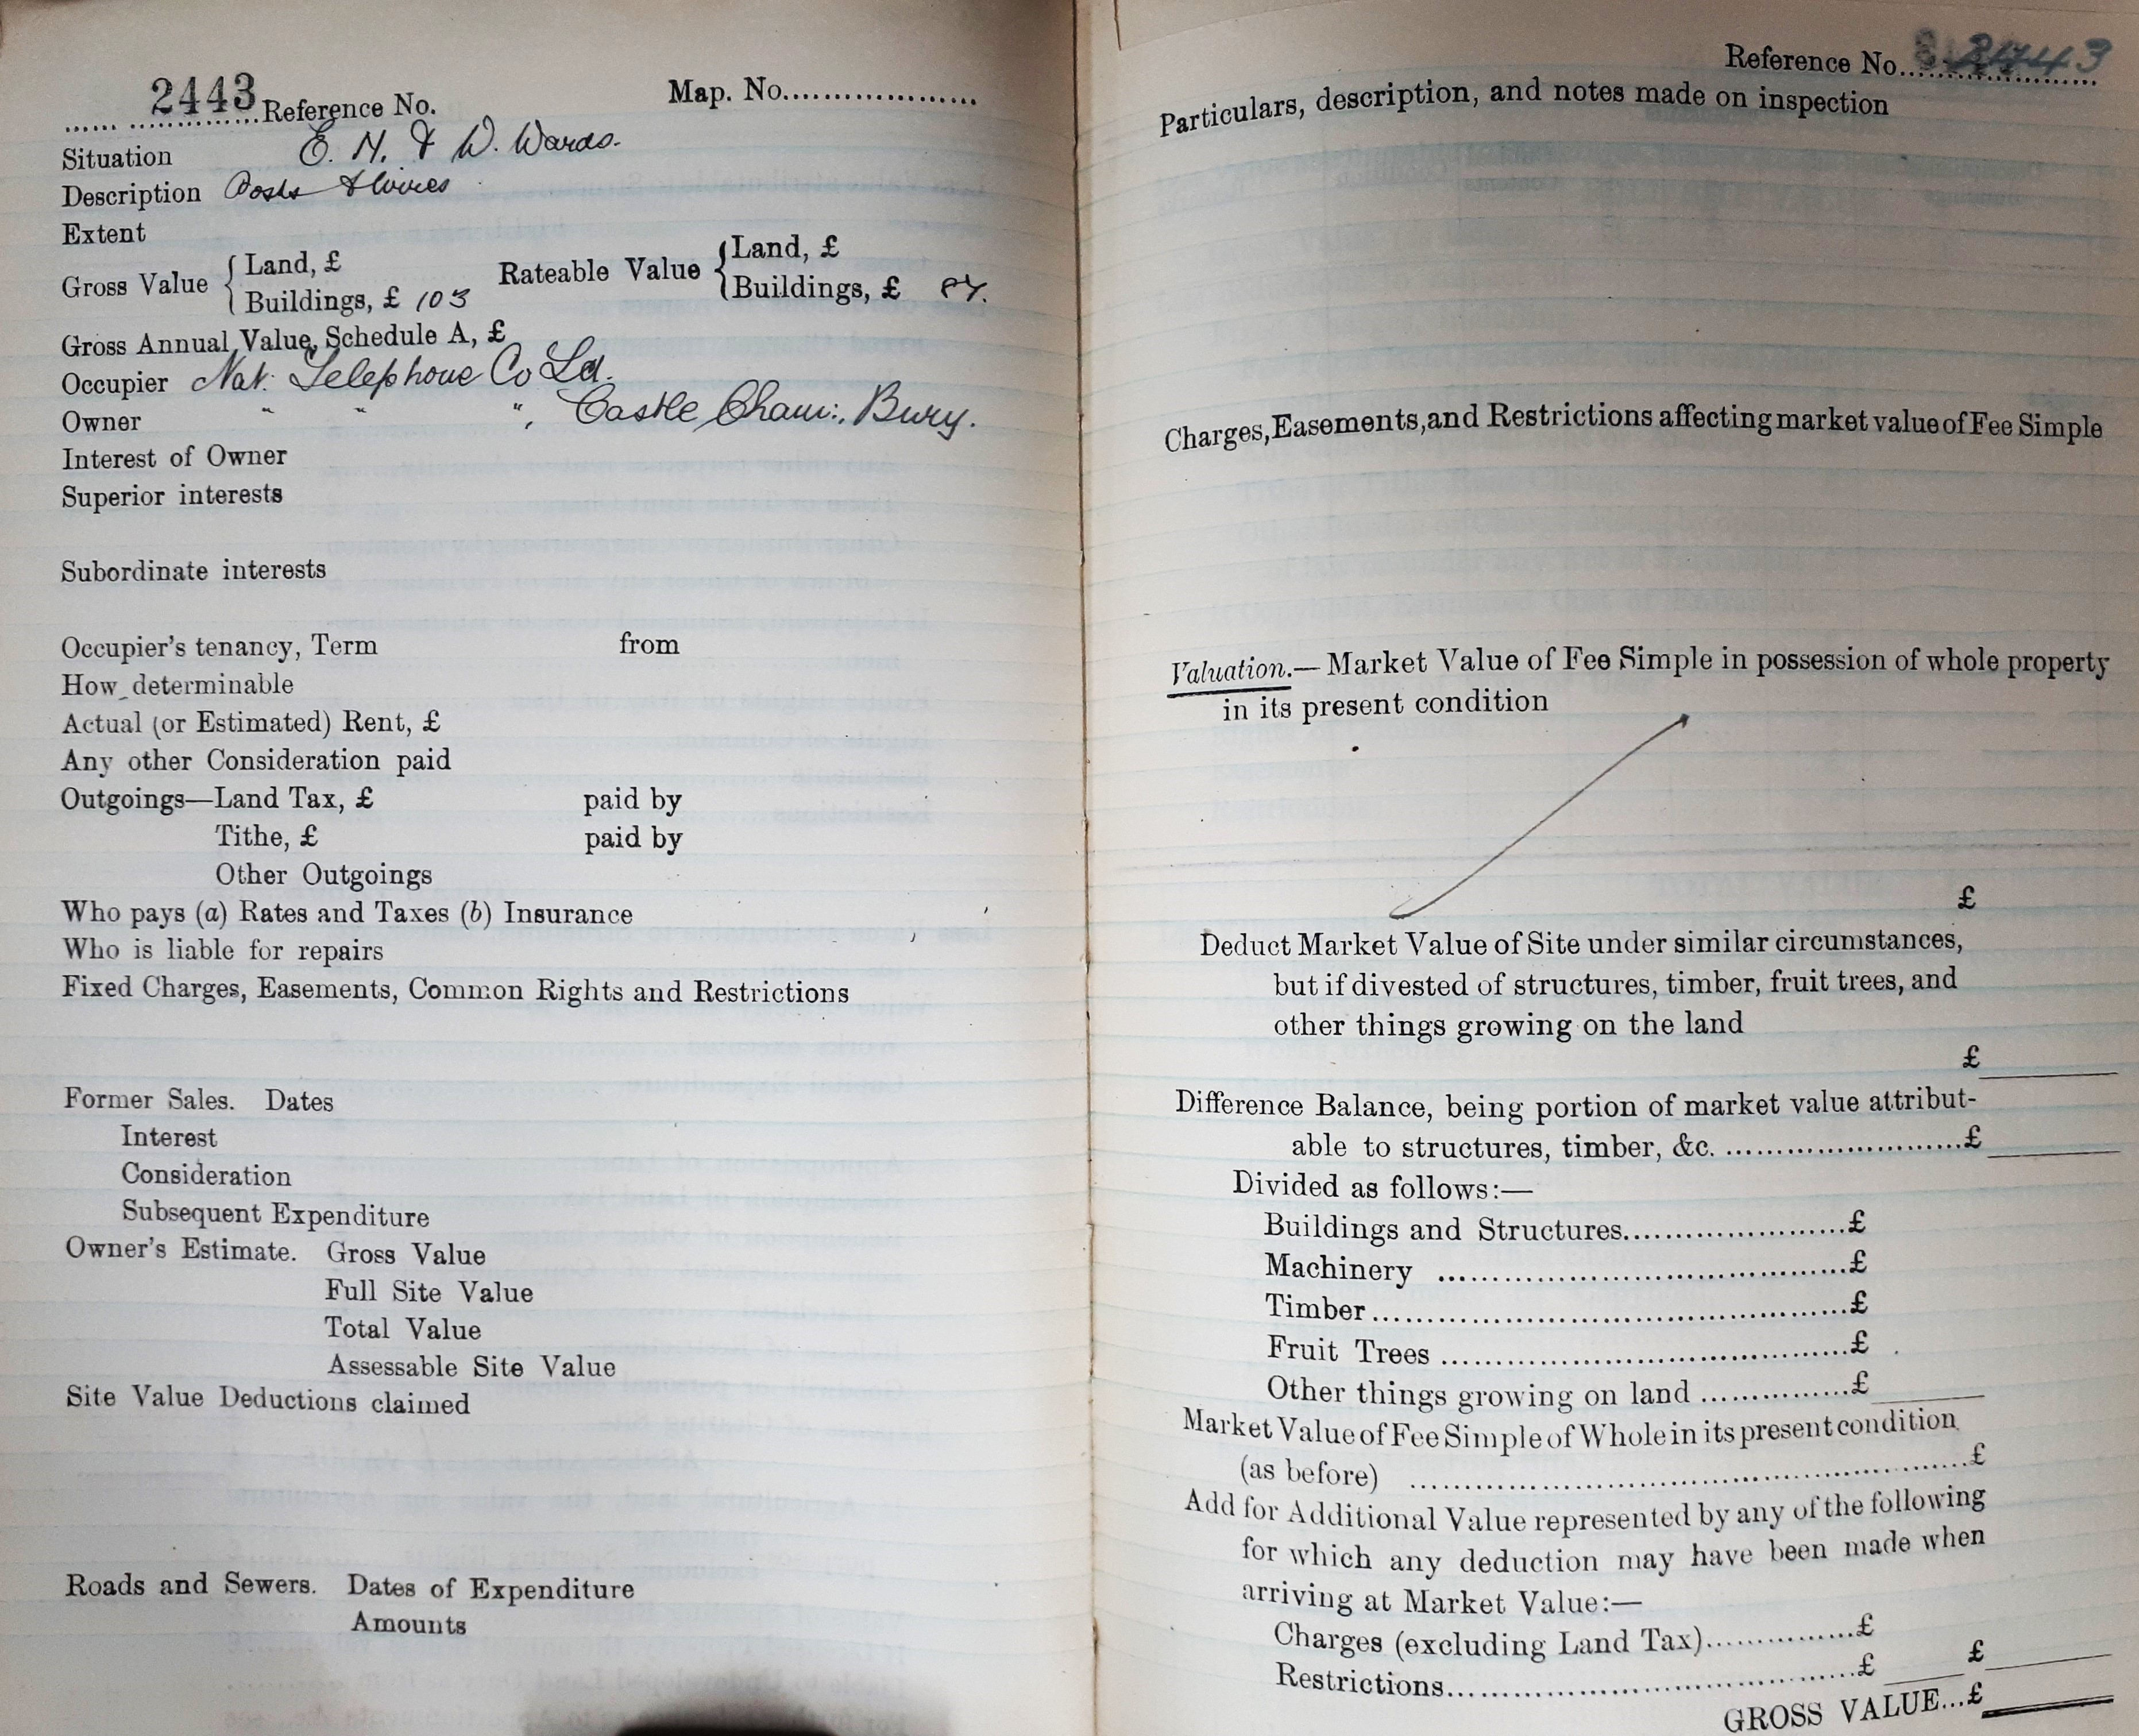 2443 Reference No. Map. No....................
Situation E. N. & W. Wards.
Description Posts & Wires
Extent
Gross Value { Land, £ Rateable Value { Land, £
Buildings, £ 103 Buildings, £
Gross Annual Value, Schedule A, £
Occupier Nat: Telephone Co Ld.
Owner " " " , Castle Cham:, Bury.
Interest of Owner
Superior interests
Subordinate interests
Occupier's tenancy, Term from
How determinable
Actual (or Estimated) Rent, £
Any other Consideration paid
Outgoings—Land Tax, £ paid by
Tithe, £ paid by
Other Outgoings
Who pays (a) Rates and Taxes (b) Insurance
Who is liable for repairs
Fixed Charges, Easements, Common Rights and Restrictions
Former Sales. Dates
Interest
Consideration
Subsequent Expenditure
Owner's Estimate. Gross Value
Full Site Value
Total Value
Assessable Site Value
Site Value Deductions claimed
Roads and Sewers. Dates of Expenditure
Amounts
Reference No. 2443
Particulars, description, and notes made on inspection
Charges, Easements, and Restrictions affecting market value of Fee Simple
Valuation.—Market Value of Fee Simple in possession of whole property
in its present condition
£
Deduct Market Value of Site under similar circumstances,
but if divested of structures, timber, fruit trees, and
other things growing on the land
£
Difference Balance, being portion of market value attribut-
able to structures, timber, &c. ........................£
Divided as follows:—
Buildings and Structures......................£
Machinery ......................................£
Timber............................................£
Fruit Trees ......................................£
Other things growing on land ...............£
Market Value of Fee Simple of Whole in its present condition
(as before) ......................................................£
Add for Additional Value represented by any of the following
for which any deduction may have been made when
arriving at Market Value:—
Charges (excluding Land Tax)...............£
Restrictions......................................£ £
GROSS VALUE...£